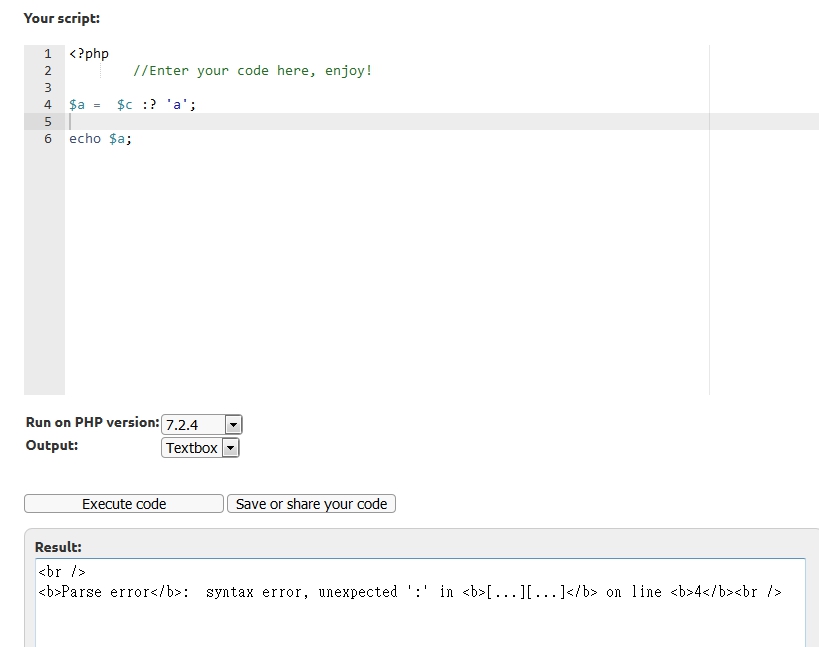 Your script:
1 <?php
2 //Enter your code here, enjoy!
3
4 $a =  $c :? 'a';
5
6 echo $a;
Run on PHP version: 7.2.4
Output: Textbox
Execute code Save or share your code
Result:
<br />
<b>Parse error</b>:  syntax error, unexpected ':' in <b>[...][...]</b> on line <b>4</b><br />